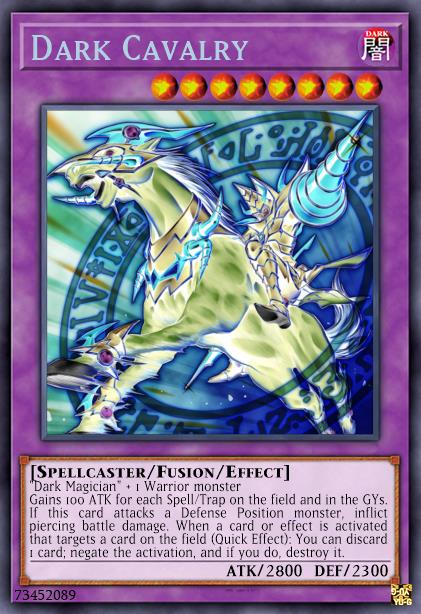 DARK CAVALRY
DARK
闇
[SPELLCASTER/FUSION/EFFECT]
"Dark Magician" + 1 Warrior monster
Gains 100 ATK for each Spell/Trap on the field and in the GYs.
If this card attacks a Defense Position monster, inflict
piercing battle damage. When a card or effect is activated
that targets a card on the field (Quick Effect): You can discard
1 card; negate the activation, and if you do, destroy it.
ATK/2800 DEF/2300
73452089